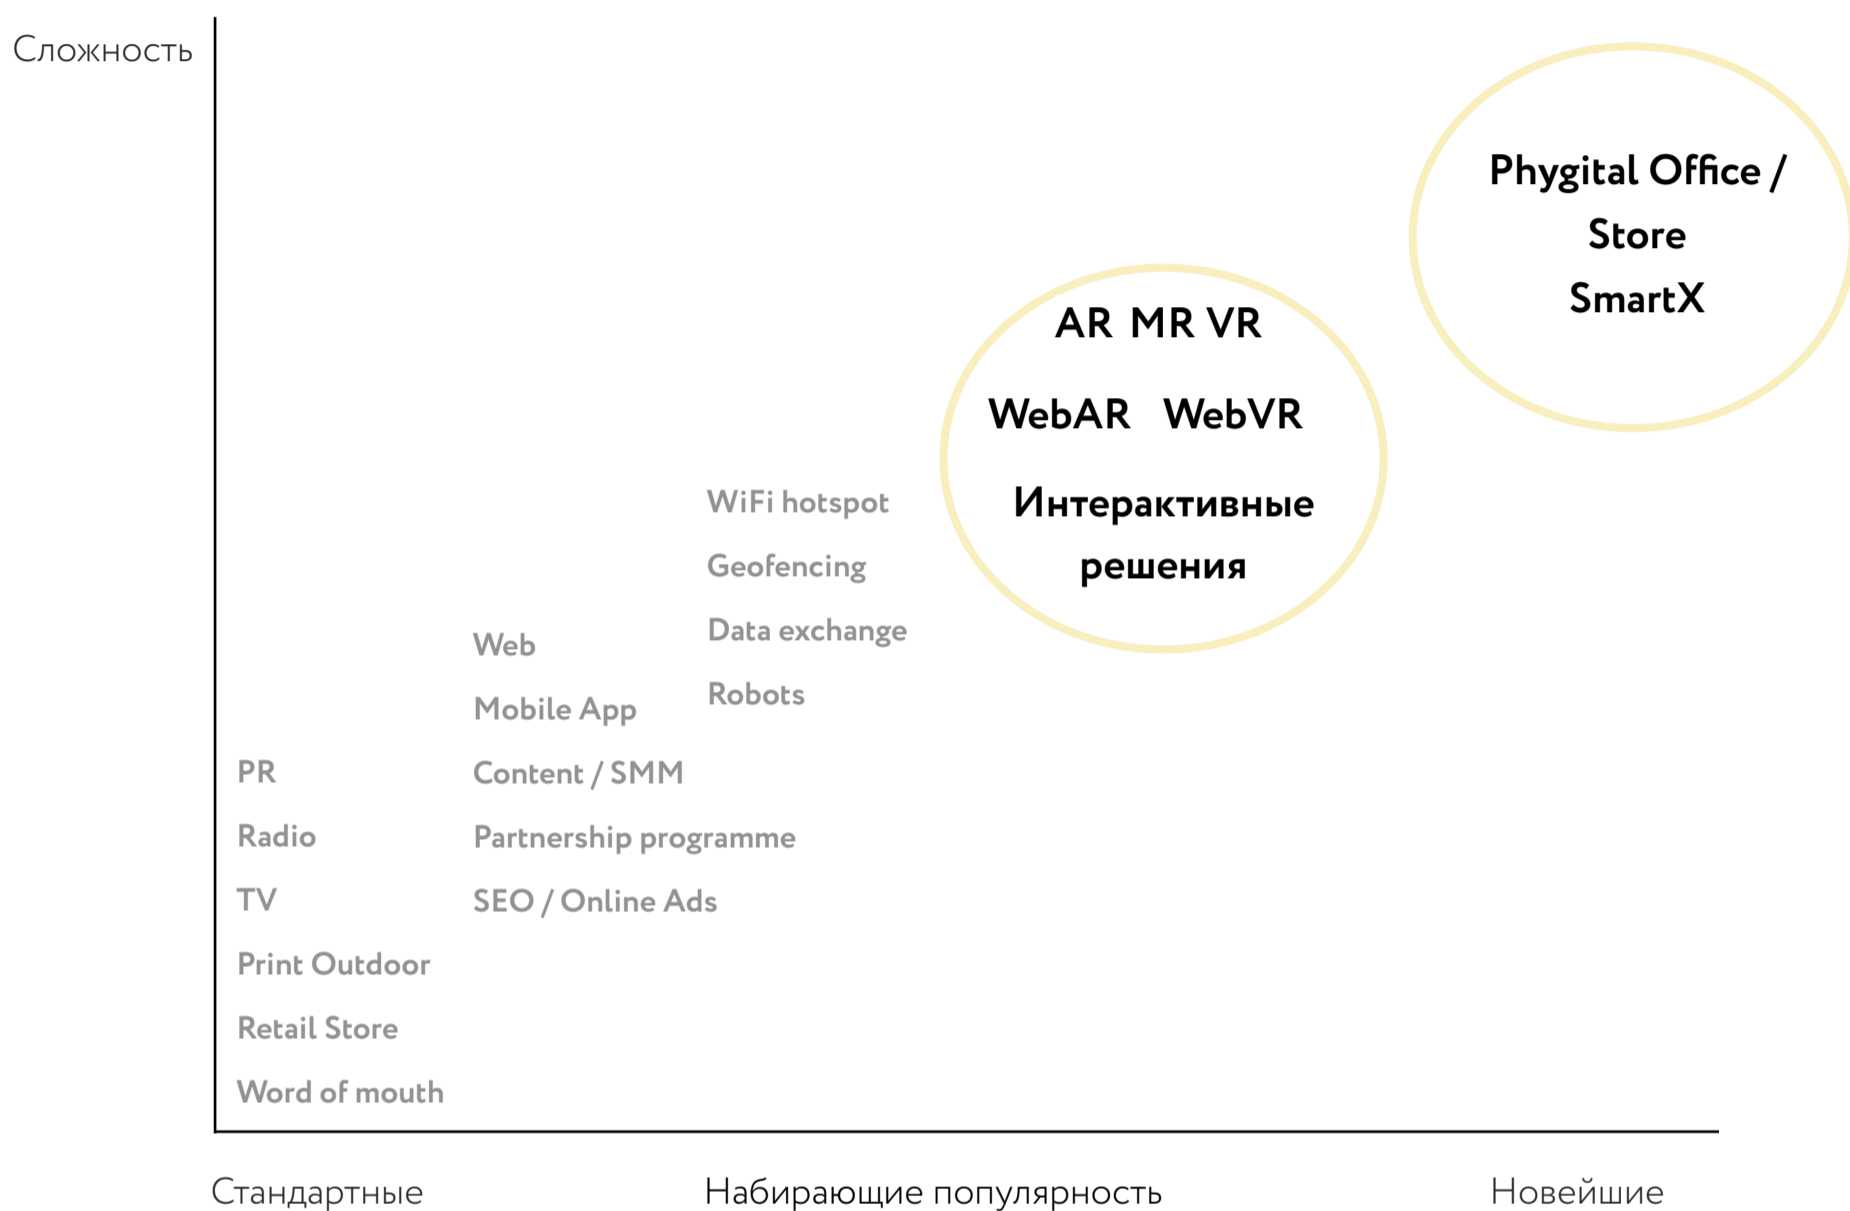 Сложность
Phygital Office /
Store
SmartX
AR MR VR
WebAR WebVR
Интерактивные
решения
WiFi hotspot
Geofencing
Data exchange
Robots
Web
Mobile App
Content / SMM
Partnership programme
SEO / Online Ads
PR
Radio
TV
Print Outdoor
Retail Store
Word of mouth
Стандартные
Набирающие популярность
Новейшие